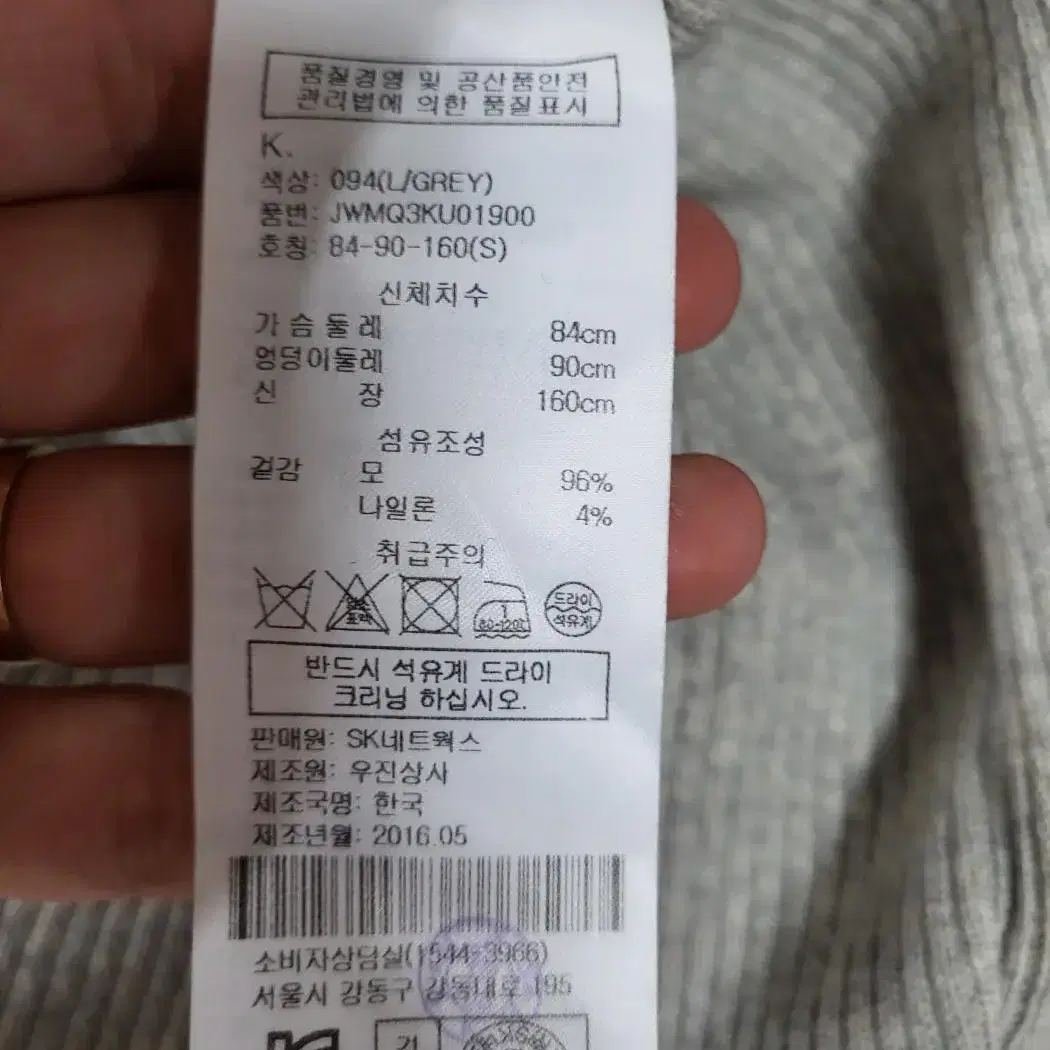 품질경영 및 공산품안전
관리법에 의한 품질표시
K.
색상: 094(L/GREY)
품번: JWMQ3KU01900
호칭: 84-90-160(S)
신체치수
가슴둘레 84cm
엉덩이둘레 90cm
신 장 160cm
섬유조성
겉감 모 96%
나일론 4%
취급주의
80-120℃
드라이
석유계
반드시 석유계 드라이
크리닝 하십시오.
판매원: SK네트웍스
제조원: 우진상사
제조국명: 한국
제조년월: 2016.05
소비자상담실(1544-3966)
서울시 강동구 강동대로 195